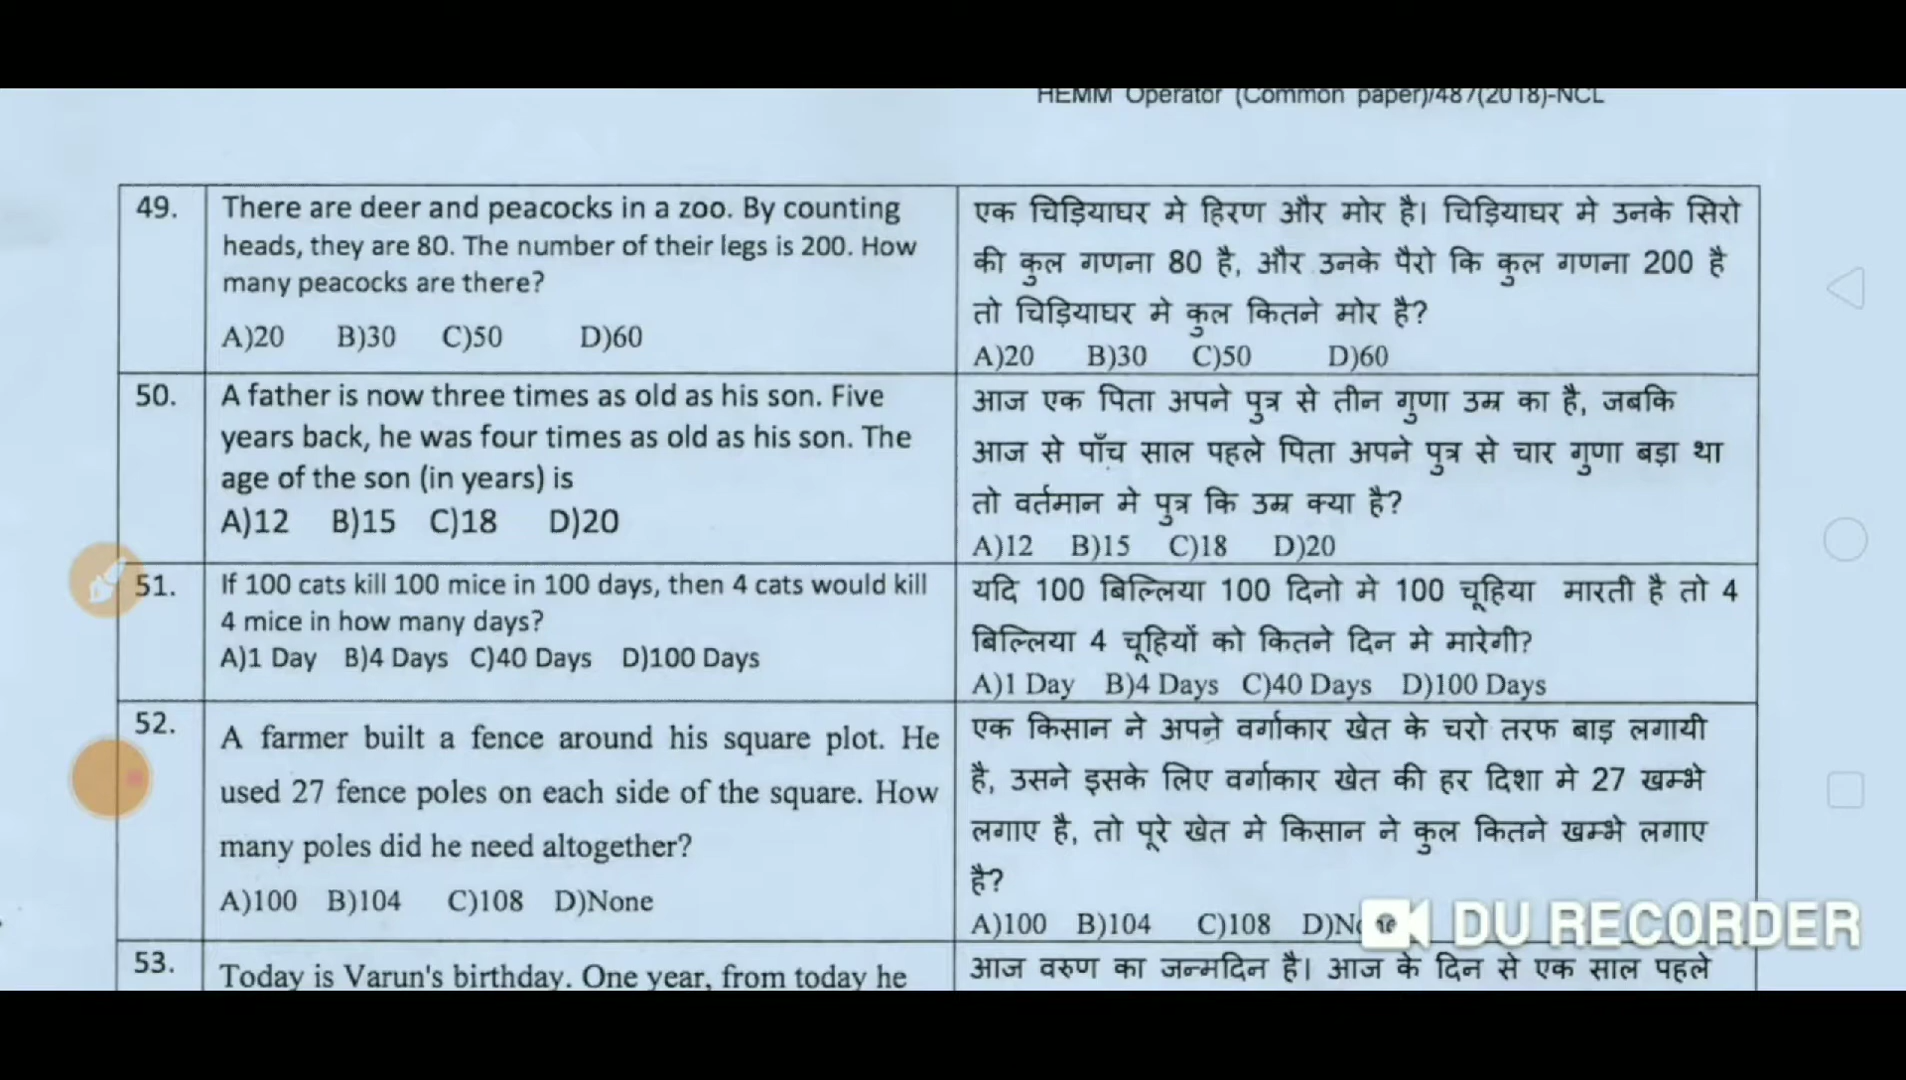 HEMM Operator (Common paper)/487(2018)-NCL
49.
There are deer and peacocks in a zoo. By counting
heads, they are 80. The number of their legs is 200. How
many peacocks are there?
A)20 B)30 C)50 D)60
एक चिड़ियाघर मे हिरण और मोर है। चिड़ियाघर मे उनके सिरो
की कुल गणना 80 है, और उनके पैरो कि कुल गणना 200 है
तो चिड़ियाघर मे कुल कितने मोर है?
A)20 B)30 C)50 D)60
50.
A father is now three times as old as his son. Five
years back, he was four times as old as his son. The
age of the son (in years) is
A)12 B)15 C)18 D)20
आज एक पिता अपने पुत्र से तीन गुणा उम्र का है, जबकि
आज से पाँच साल पहले पिता अपने पुत्र से चार गुणा बड़ा था
तो वर्तमान मे पुत्र कि उम्र क्या है?
A)12 B)15 C)18 D)20
51.
If 100 cats kill 100 mice in 100 days, then 4 cats would kill
4 mice in how many days?
A)1 Day B)4 Days C)40 Days D)100 Days
यदि 100 बिल्लिया 100 दिनो मे 100 चूहिया मारती है तो 4
बिल्लिया 4 चूहियों को कितने दिन मे मारेगी?
A)1 Day B)4 Days C)40 Days D)100 Days
52.
A farmer built a fence around his square plot. He
used 27 fence poles on each side of the square. How
many poles did he need altogether?
A)100 B)104 C)108 D)None
एक किसान ने अपने वर्गाकार खेत के चरो तरफ बाड़ लगायी
है, उसने इसके लिए वर्गाकार खेत की हर दिशा मे 27 खम्भे
लगाए है, तो पूरे खेत मे किसान ने कुल कितने खम्भे लगाए
है?
A)100 B)104 C)108 D)None
DU RECORDER
53.
Today is Varun's birthday. One year, from today he
आज वरुण का जन्मदिन है। आज के दिन से एक साल पहले